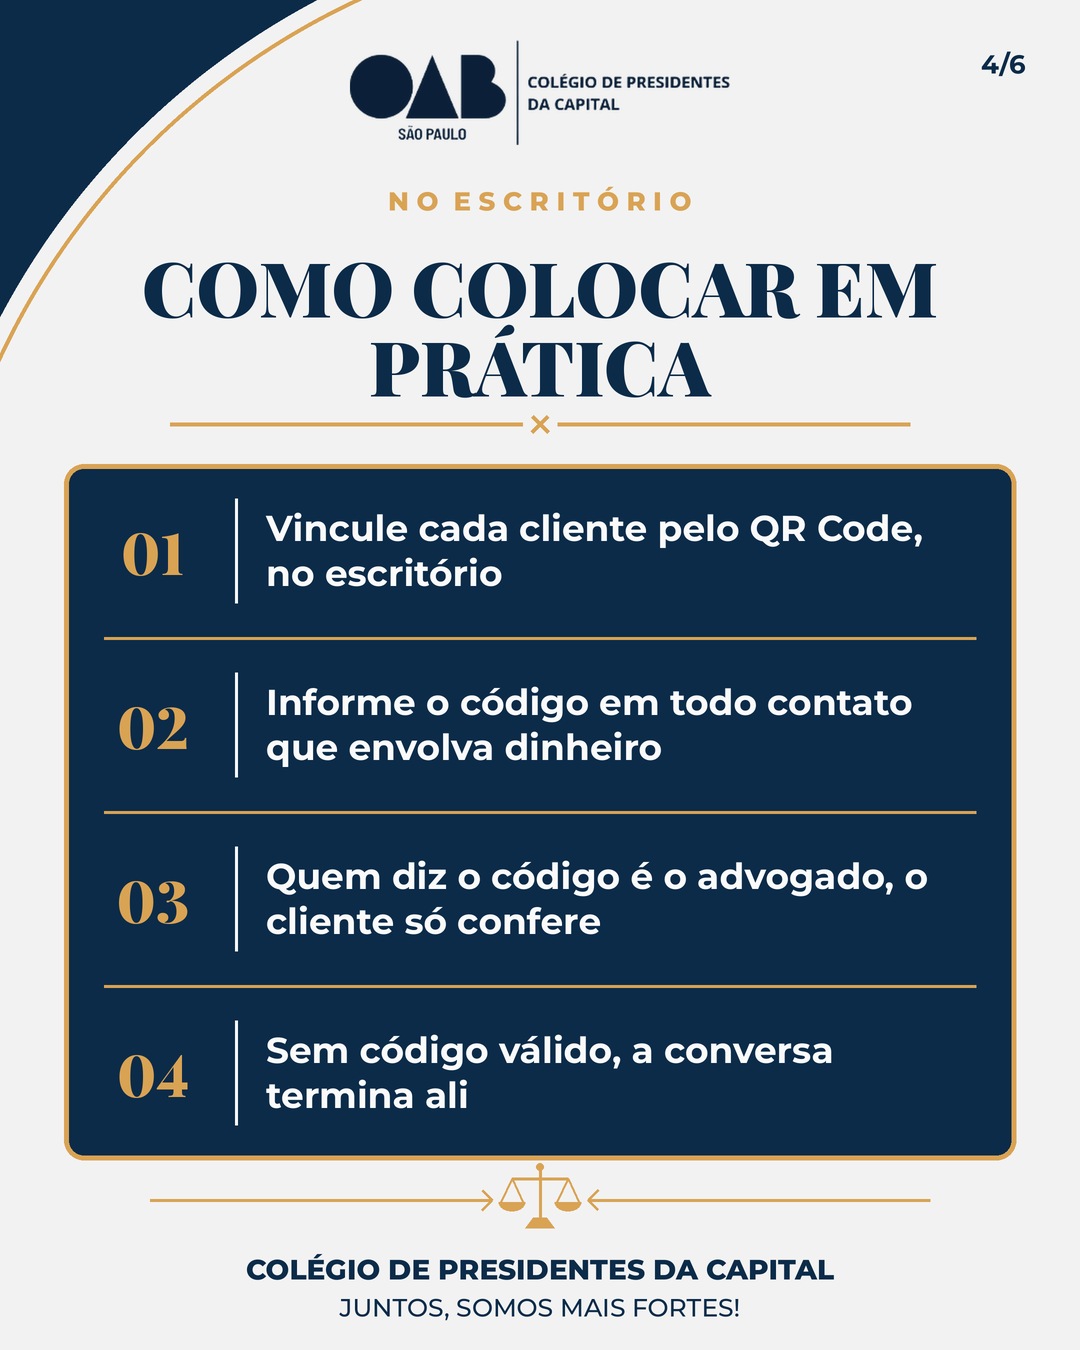 OAB
SÃO PAULO
COLÉGIO DE PRESIDENTES
DA CAPITAL
4/6
NO ESCRITÓRIO
COMO COLOCAR EM
PRÁTICA
01
Vincule cada cliente pelo QR Code,
no escritório
02
Informe o código em todo contato
que envolva dinheiro
03
Quem diz o código é o advogado, o
cliente só confere
04
Sem código válido, a conversa
termina ali
COLÉGIO DE PRESIDENTES DA CAPITAL
JUNTOS, SOMOS MAIS FORTES!